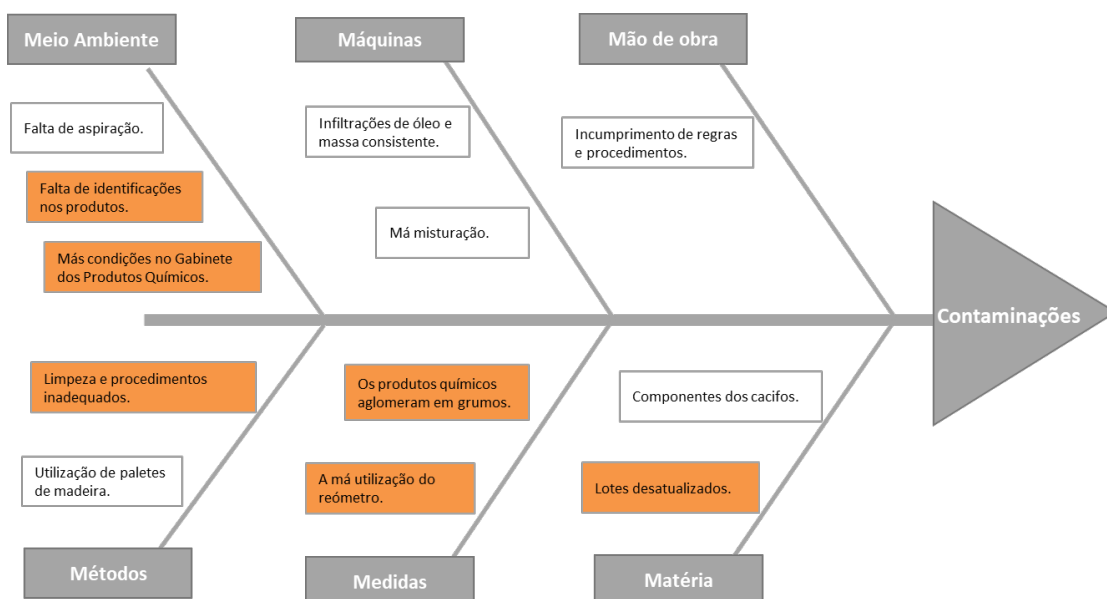 Meio Ambiente
Máquinas
Mão de obra
Falta de aspiração.
Infiltrações de óleo e
massa consistente.
Incumprimento de regras
e procedimentos.
Falta de identificações
nos produtos.
Má misturação.
Más condições no Gabinete
dos Produtos Químicos.
Contaminações
Limpeza e procedimentos
inadequados.
Os produtos químicos
aglomeram em grumos.
Componentes dos cacifos.
Utilização de paletes
de madeira.
A má utilização do
reómetro.
Lotes desatualizados.
Métodos
Medidas
Matéria